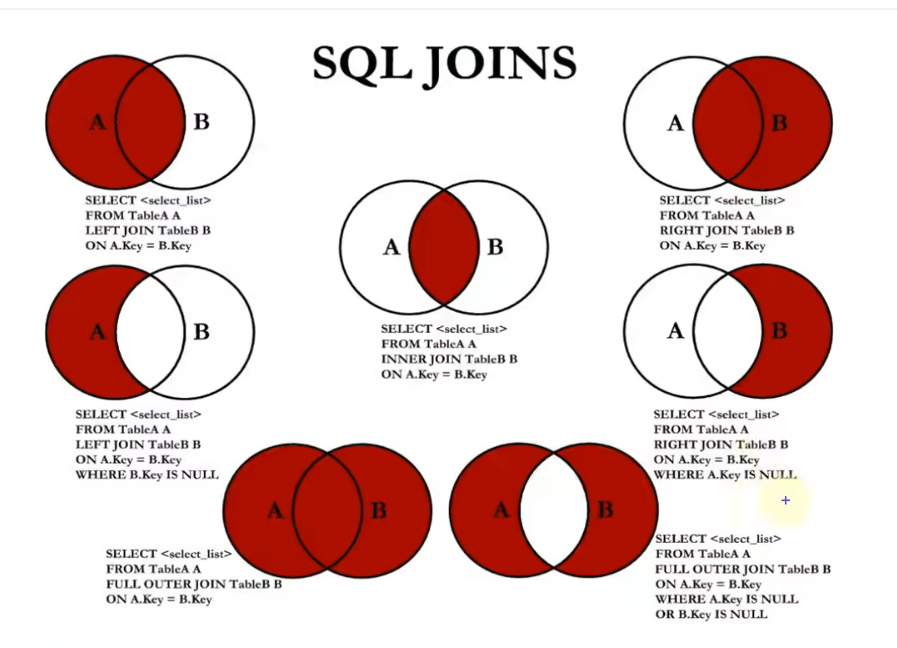 SQL JOINS
A B
SELECT <select_list>
FROM TableA A
LEFT JOIN TableB B
ON A.Key = B.Key
A B
SELECT <select_list>
FROM TableA A
RIGHT JOIN TableB B
ON A.Key = B.Key
A B
SELECT <select_list>
FROM TableA A
INNER JOIN TableB B
ON A.Key = B.Key
A B
SELECT <select_list>
FROM TableA A
LEFT JOIN TableB B
ON A.Key = B.Key
WHERE B.Key IS NULL
A B
SELECT <select_list>
FROM TableA A
RIGHT JOIN TableB B
ON A.Key = B.Key
WHERE A.Key IS NULL
A B
SELECT <select_list>
FROM TableA A
FULL OUTER JOIN TableB B
ON A.Key = B.Key
A B
SELECT <select_list>
FROM TableA A
FULL OUTER JOIN TableB B
ON A.Key = B.Key
WHERE A.Key IS NULL
OR B.Key IS NULL